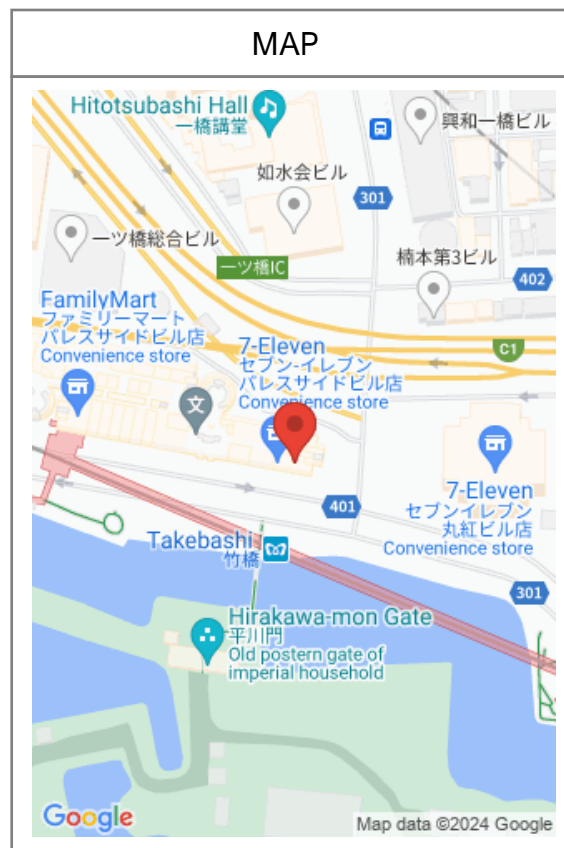 MAP
Hitotsubashi Hall
一橋講堂
興和一橋ビル
如水会ビル
301
一ツ橋総合ビル
一ツ橋IC
楠本第3ビル
402
FamilyMart
ファミリーマート
パレスサイドビル店
Convenience store
7-Eleven
セブン-イレブン
パレスサイドビル店
Convenience store
C1
文
7-Eleven
セブンイレブン
丸紅ビル店
Convenience store
401
Takebashi
竹橋
301
Hirakawa-mon Gate
平川門
Old postern gate of
imperial household
Google
Map data ©2024 Google